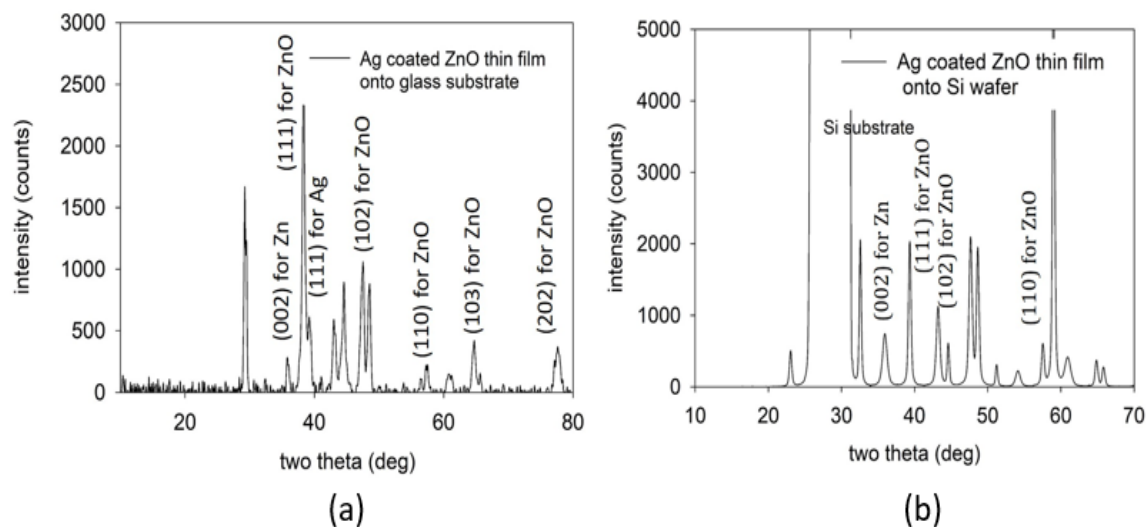 3000
2500
2000
1500
1000
500
0
intensity (counts)
Ag coated ZnO thin film
onto glass substrate
(002) for Zn
(111) for ZnO
(111) for Ag
(102) for ZnO
(110) for ZnO
(103) for ZnO
(202) for ZnO
20
40
60
80
two theta (deg)
(a)
5000
4000
3000
2000
1000
0
intensity (counts)
Ag coated ZnO thin film
onto Si wafer
Si substrate
(002) for Zn
(111) for ZnO
(102) for ZnO
(110) for ZnO
10
20
30
40
50
60
70
two theta (deg)
(b)